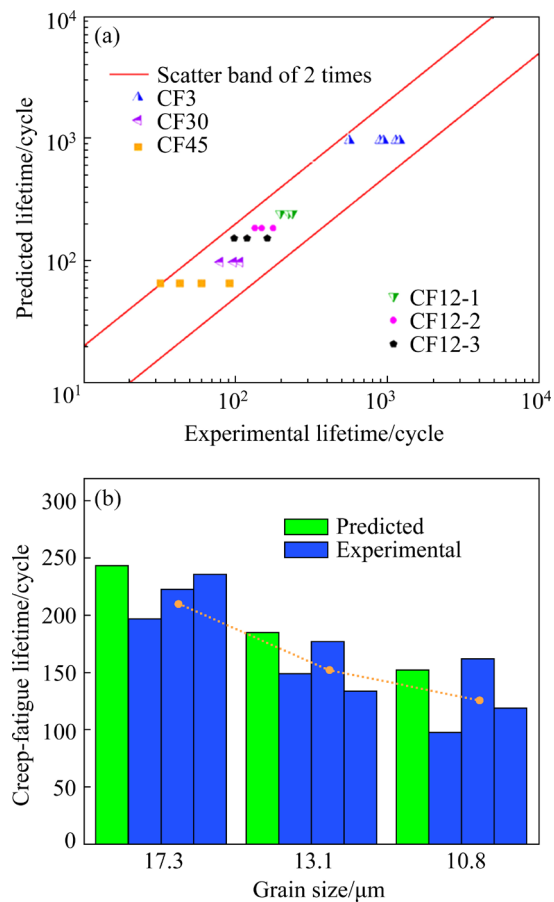 (a)
10^4
10^3
10^2
10^1
Predicted lifetime/cycle
Scatter band of 2 times
CF3
CF30
CF45
CF12-1
CF12-2
CF12-3
10^2
10^3
10^4
Experimental lifetime/cycle
(b)
300
250
200
150
100
50
0
Creep-fatigue lifetime/cycle
Predicted
Experimental
17.3
13.1
10.8
Grain size/μm